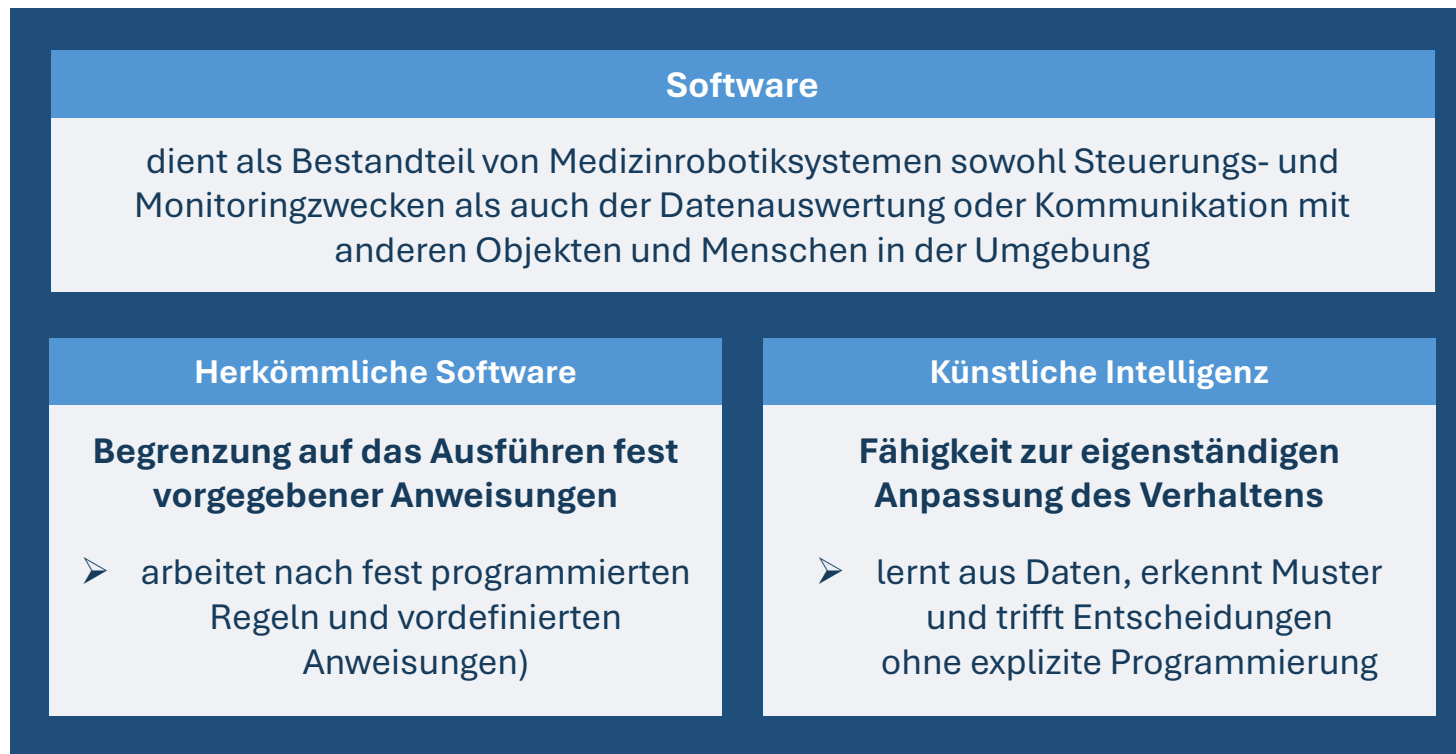 Software
dient als Bestandteil von Medizinrobotiksystemen sowohl Steuerungs- und
Monitoringzwecken als auch der Datenauswertung oder Kommunikation mit
anderen Objekten und Menschen in der Umgebung
Herkömmliche Software
Begrenzung auf das Ausführen fest
vorgegebener Anweisungen
➢ arbeitet nach fest programmierten
Regeln und vordefinierten
Anweisungen)
Künstliche Intelligenz
Fähigkeit zur eigenständigen
Anpassung des Verhaltens
➢ lernt aus Daten, erkennt Muster
und trifft Entscheidungen
ohne explizite Programmierung